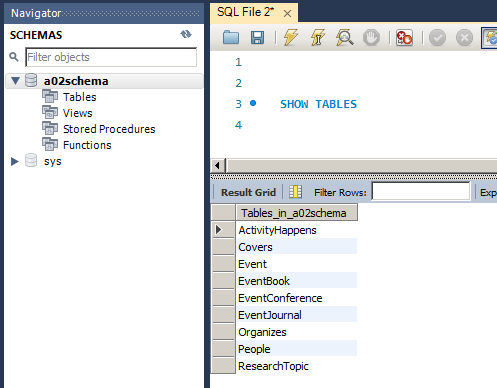 Navigator
SCHEMAS
Filter objects
a02schema
Tables
Views
Stored Procedures
Functions
sys
SQL File 2*
1
2
3 SHOW TABLES
4
Result Grid Filter Rows: Exp
Tables_in_a02schema
ActivityHappens
Covers
Event
EventBook
EventConference
EventJournal
Organizes
People
ResearchTopic